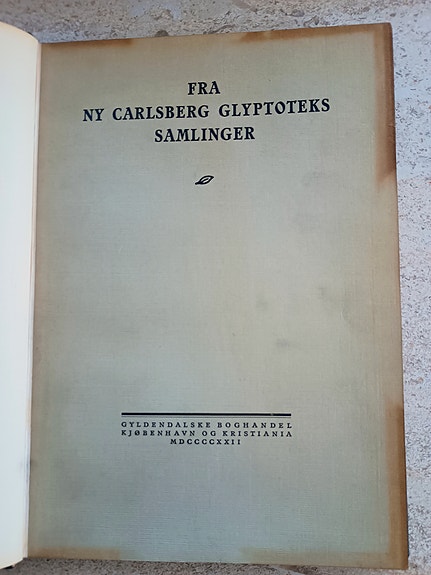 FRA
NY CARLSBERG GLYPTOTEKS
SAMLINGER
GYLDENDALSKE BOGHANDEL
KJØBENHAVN OG KRISTIANIA
MDCCCCXXII